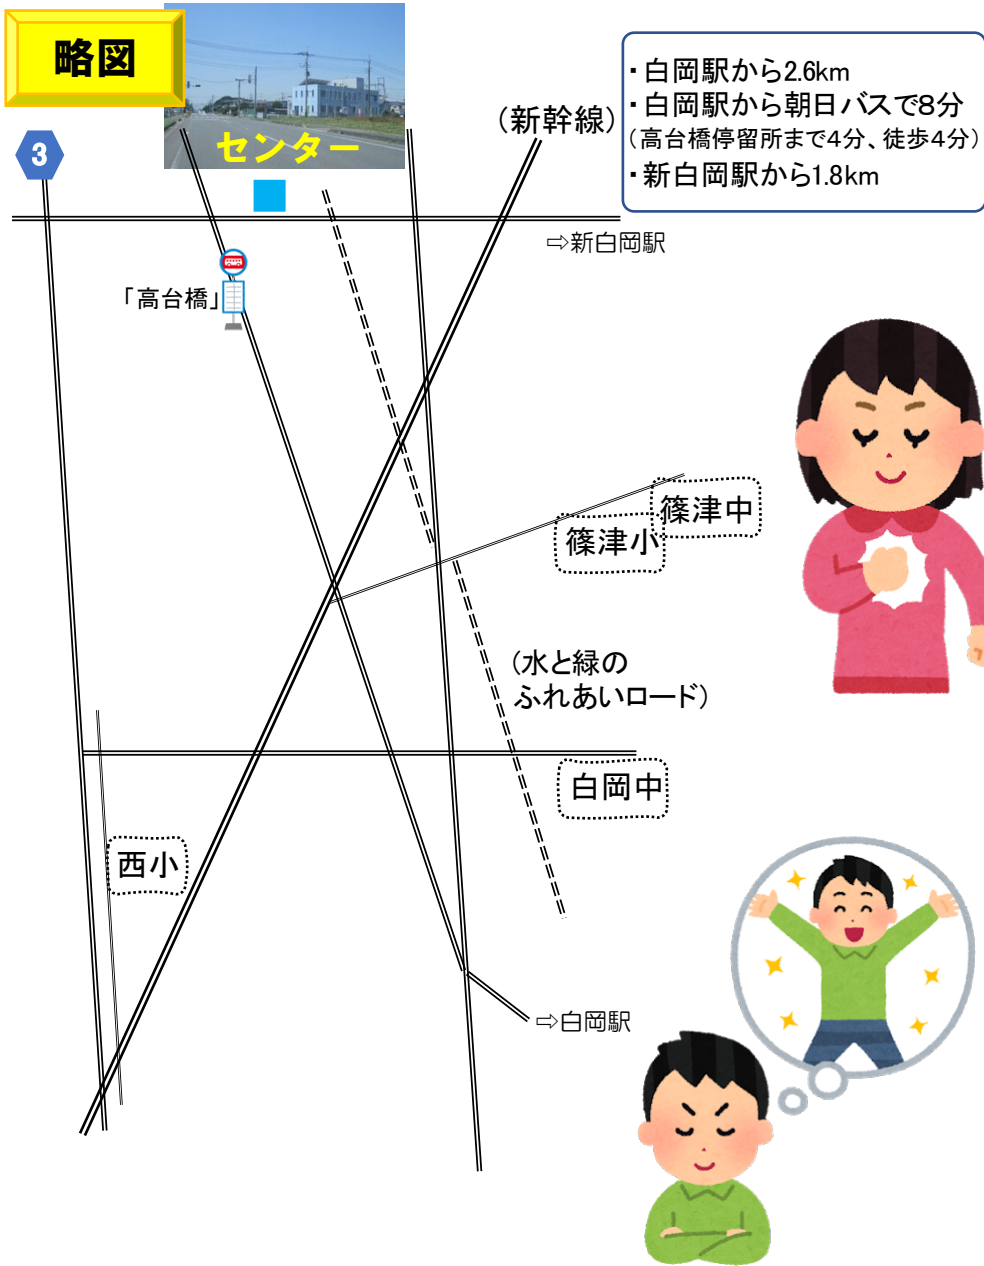 略図
センター
3
(新幹線)
・白岡駅から2.6km
・白岡駅から朝日バスで8分
(高台橋停留所まで4分、徒歩4分)
・新白岡駅から1.8km
⇨新白岡駅
「高台橋」
篠津中
篠津小
(水と緑の
ふれあいロード)
白岡中
西小
⇨白岡駅